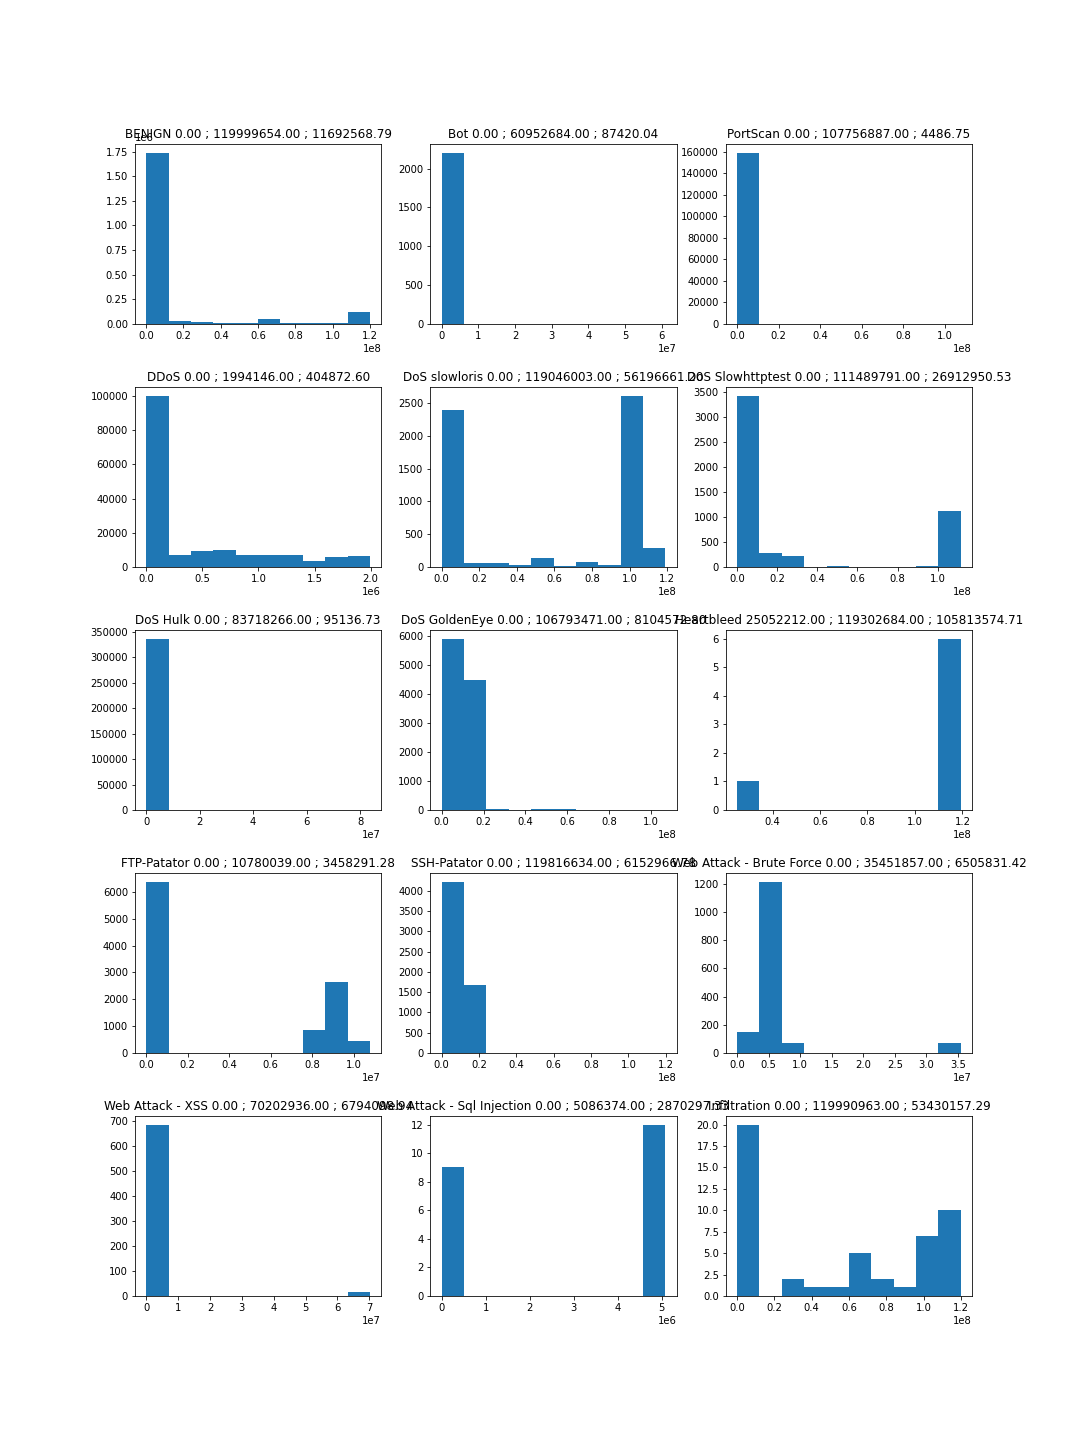 BENIGN 0.00 ; 119999654.00 ; 11692568.79
1e6
1.75
1.50
1.25
1.00
0.75
0.50
0.25
0.00
0.0 0.2 0.4 0.6 0.8 1.0 1.2
1e8
Bot 0.00 ; 60952684.00 ; 87420.04
2000
1500
1000
500
0
0 1 2 3 4 5 6
1e7
PortScan 0.00 ; 107756887.00 ; 4486.75
160000
140000
120000
100000
80000
60000
40000
20000
0
0.0 0.2 0.4 0.6 0.8 1.0
1e8
DDoS 0.00 ; 1994146.00 ; 404872.60
100000
80000
60000
40000
20000
0
0.0 0.5 1.0 1.5 2.0
1e6
DoS slowloris 0.00 ; 119046003.00 ; 56196661.20
2500
2000
1500
1000
500
0
0.0 0.2 0.4 0.6 0.8 1.0 1.2
1e8
DoS Slowhttptest 0.00 ; 111489791.00 ; 26912950.53
3500
3000
2500
2000
1500
1000
500
0
0.0 0.2 0.4 0.6 0.8 1.0
1e8
DoS Hulk 0.00 ; 83718266.00 ; 95136.73
350000
300000
250000
200000
150000
100000
50000
0
0 2 4 6 8
1e7
DoS GoldenEye 0.00 ; 106793471.00 ;
6000
5000
4000
3000
2000
1000
0
0.0 0.2 0.4 0.6 0.8 1.0
1e8
Heartbleed 25052212.00 ; 119302684.00 ; 105813574.71
6
5
4
3
2
1
0
0.4 0.6 0.8 1.0 1.2
1e8
FTP-Patator 0.00 ; 10780039.00 ; 3458291.28
6000
5000
4000
3000
2000
1000
0
0.0 0.2 0.4 0.6 0.8 1.0
1e7
SSH-Patator 0.00 ; 119816634.00 ; 6152966.78
4000
3500
3000
2500
2000
1500
1000
500
0
0.0 0.2 0.4 0.6 0.8 1.0 1.2
1e8
Web Attack - Brute Force 0.00 ; 35451857.00 ; 6505831.42
1200
1000
800
600
400
200
0
0.0 0.5 1.0 1.5 2.0 2.5 3.0 3.5
1e7
Web Attack - XSS 0.00 ; 70202936.00 ;
700
600
500
400
300
200
100
0
0 1 2 3 4 5 6 7
1e7
Web Attack - Sql Injection 0.00 ; 5086374.00 ; 2870297.33
12
10
8
6
4
2
0
0 1 2 3 4 5
1e6
Infiltration 0.00 ; 119990963.00 ; 53430157.29
20.0
17.5
15.0
12.5
10.0
7.5
5.0
2.5
0.0
0.0 0.2 0.4 0.6 0.8 1.0 1.2
1e8